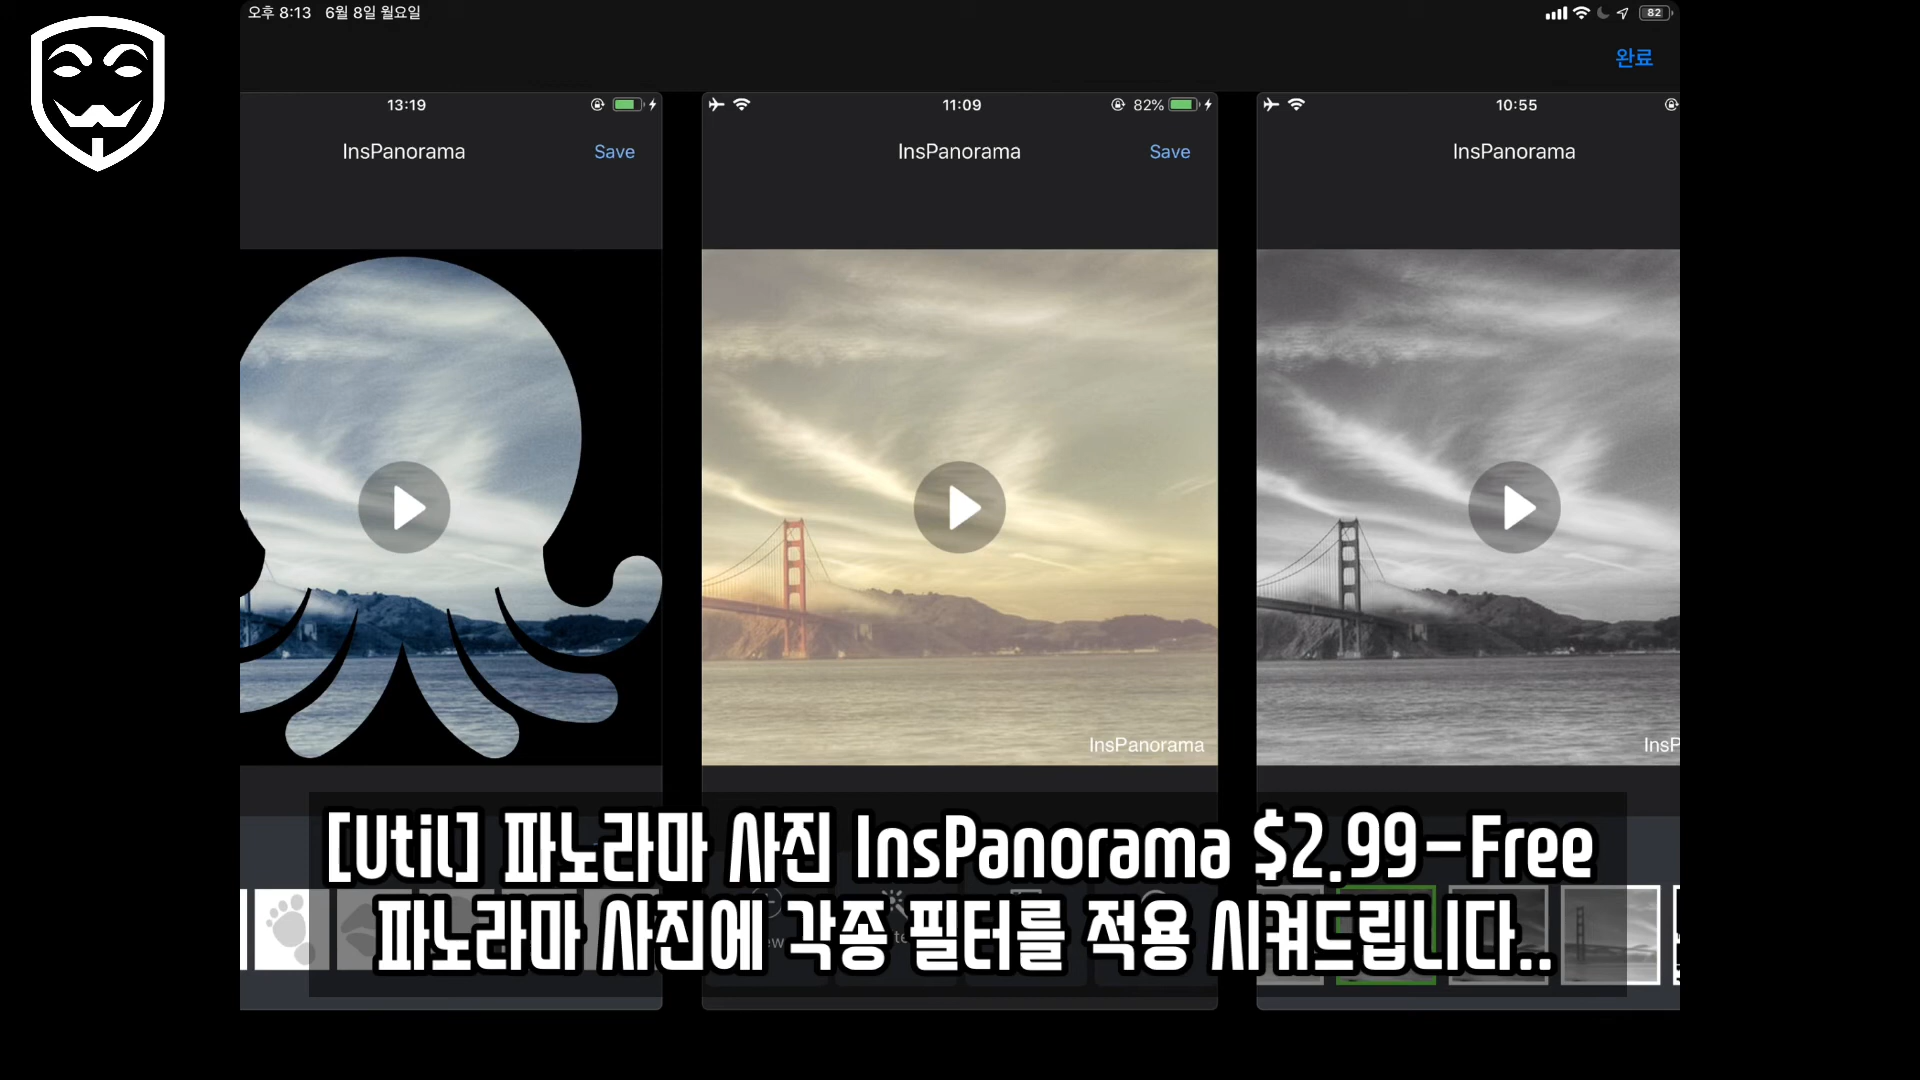 오후 8:13 6월 8일 월요일
82
완료
13:19
InsPanorama
Save
11:09
82%
InsPanorama
Save
10:55
InsPanorama
InsPanorama
InsP
[Util] 파노라마 사진 InsPanorama $2.99-Free
파노라마 사진에 각종 필터를 적용 시켜드립니다..